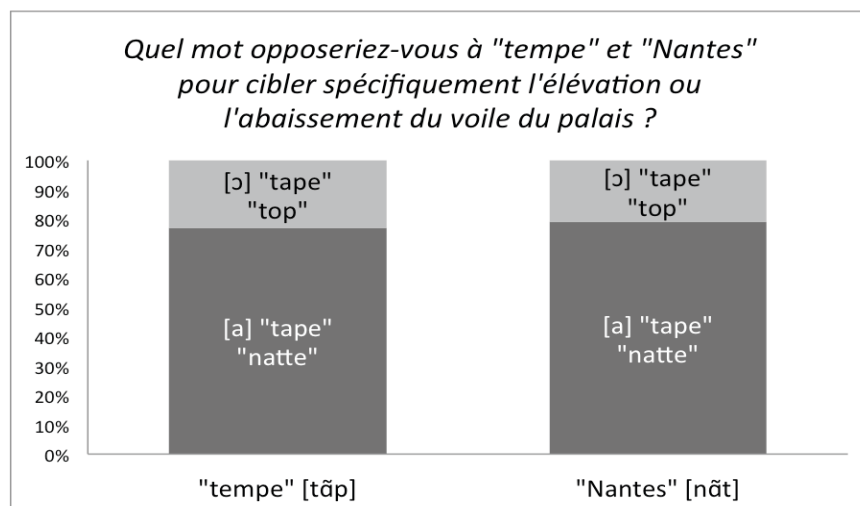 Quel mot opposeriez-vous à "tempe" et "Nantes"
pour cibler spécifiquement l'élévation ou
l'abaissement du voile du palais ?
100%
90%
80%
70%
60%
50%
40%
30%
20%
10%
0%
[ɔ] "tape"
"top"
[a] "tape"
"natte"
[ɔ] "tape"
"top"
[a] "tape"
"natte"
"tempe" [tɑ̃p]
"Nantes" [nɑ̃t]